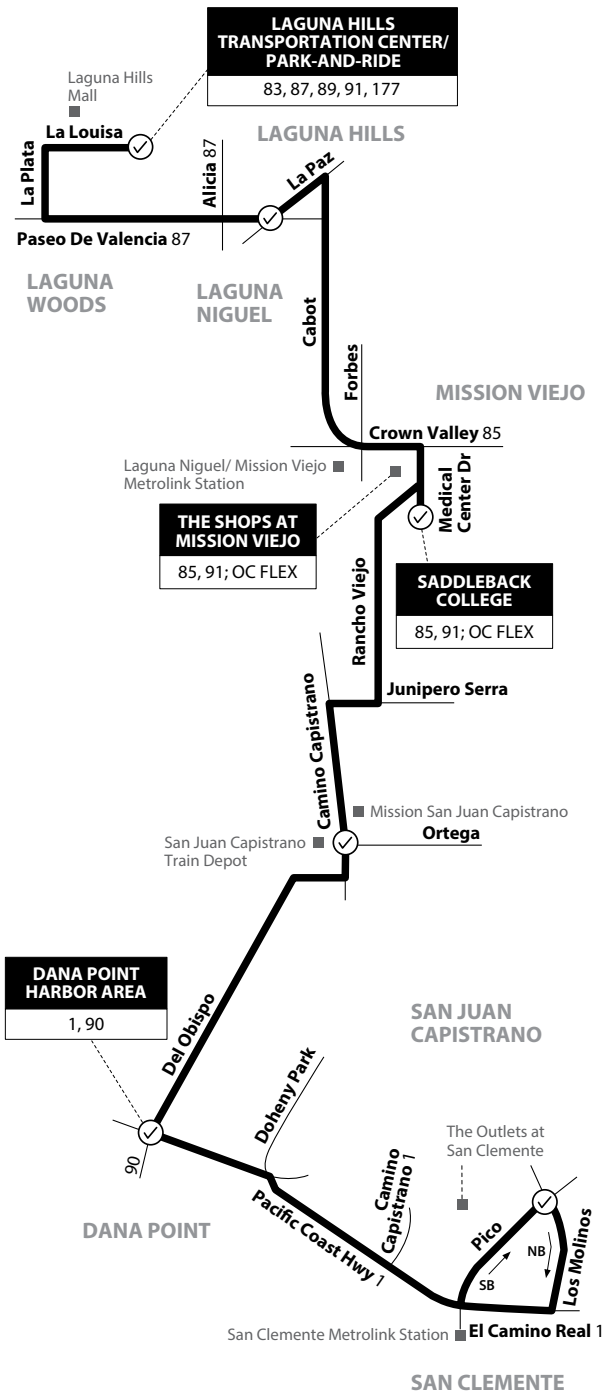 LAGUNA HILLS
TRANSPORTATION CENTER/
PARK-AND-RIDE
83, 87, 89, 91, 177
Laguna Hills
Mall
La Louisa
LAGUNA HILLS
La Plata
Alicia 87
La Paz
Paseo De Valencia 87
LAGUNA
WOODS
LAGUNA
NIGUEL
Cabot
Forbes
MISSION VIEJO
Crown Valley 85
Laguna Niguel/ Mission Viejo
Metrolink Station
Medical
Center Dr
THE SHOPS AT
MISSION VIEJO
85, 91; OC FLEX
SADDLEBACK
COLLEGE
85, 91; OC FLEX
Rancho Viejo
Junipero Serra
Camino Capistrano
Mission San Juan Capistrano
Ortega
San Juan Capistrano
Train Depot
DANA POINT
HARBOR AREA
1, 90
Del Obispo
SAN JUAN
CAPISTRANO
Doheny Park
The Outlets at
San Clemente
90
Camino
Capistrano 1
DANA POINT
Pacific Coast Hwy 1
Pico
NB
SB
Los Molinos
San Clemente Metrolink Station
El Camino Real 1
SAN CLEMENTE